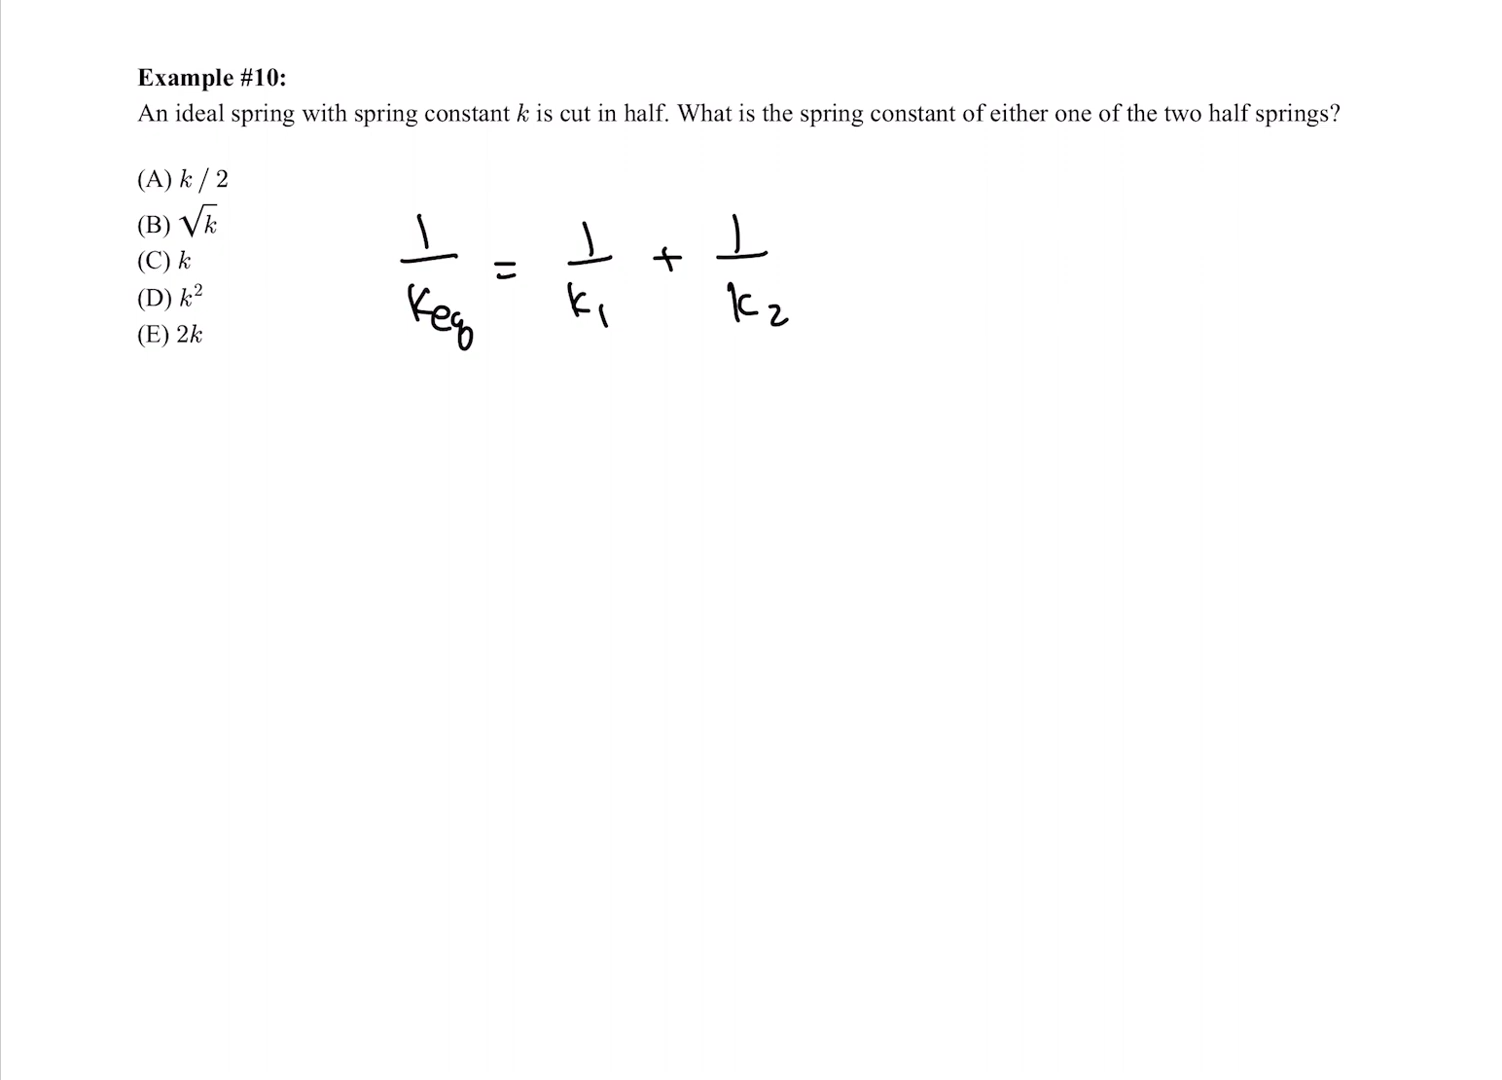 Example #10:
An ideal spring with spring constant k is cut in half. What is the spring constant of either one of the two half springs?
(A) k / 2
(B) √k
(C) k
(D) k²
(E) 2k
1/keq = 1/k₁ + 1/k₂